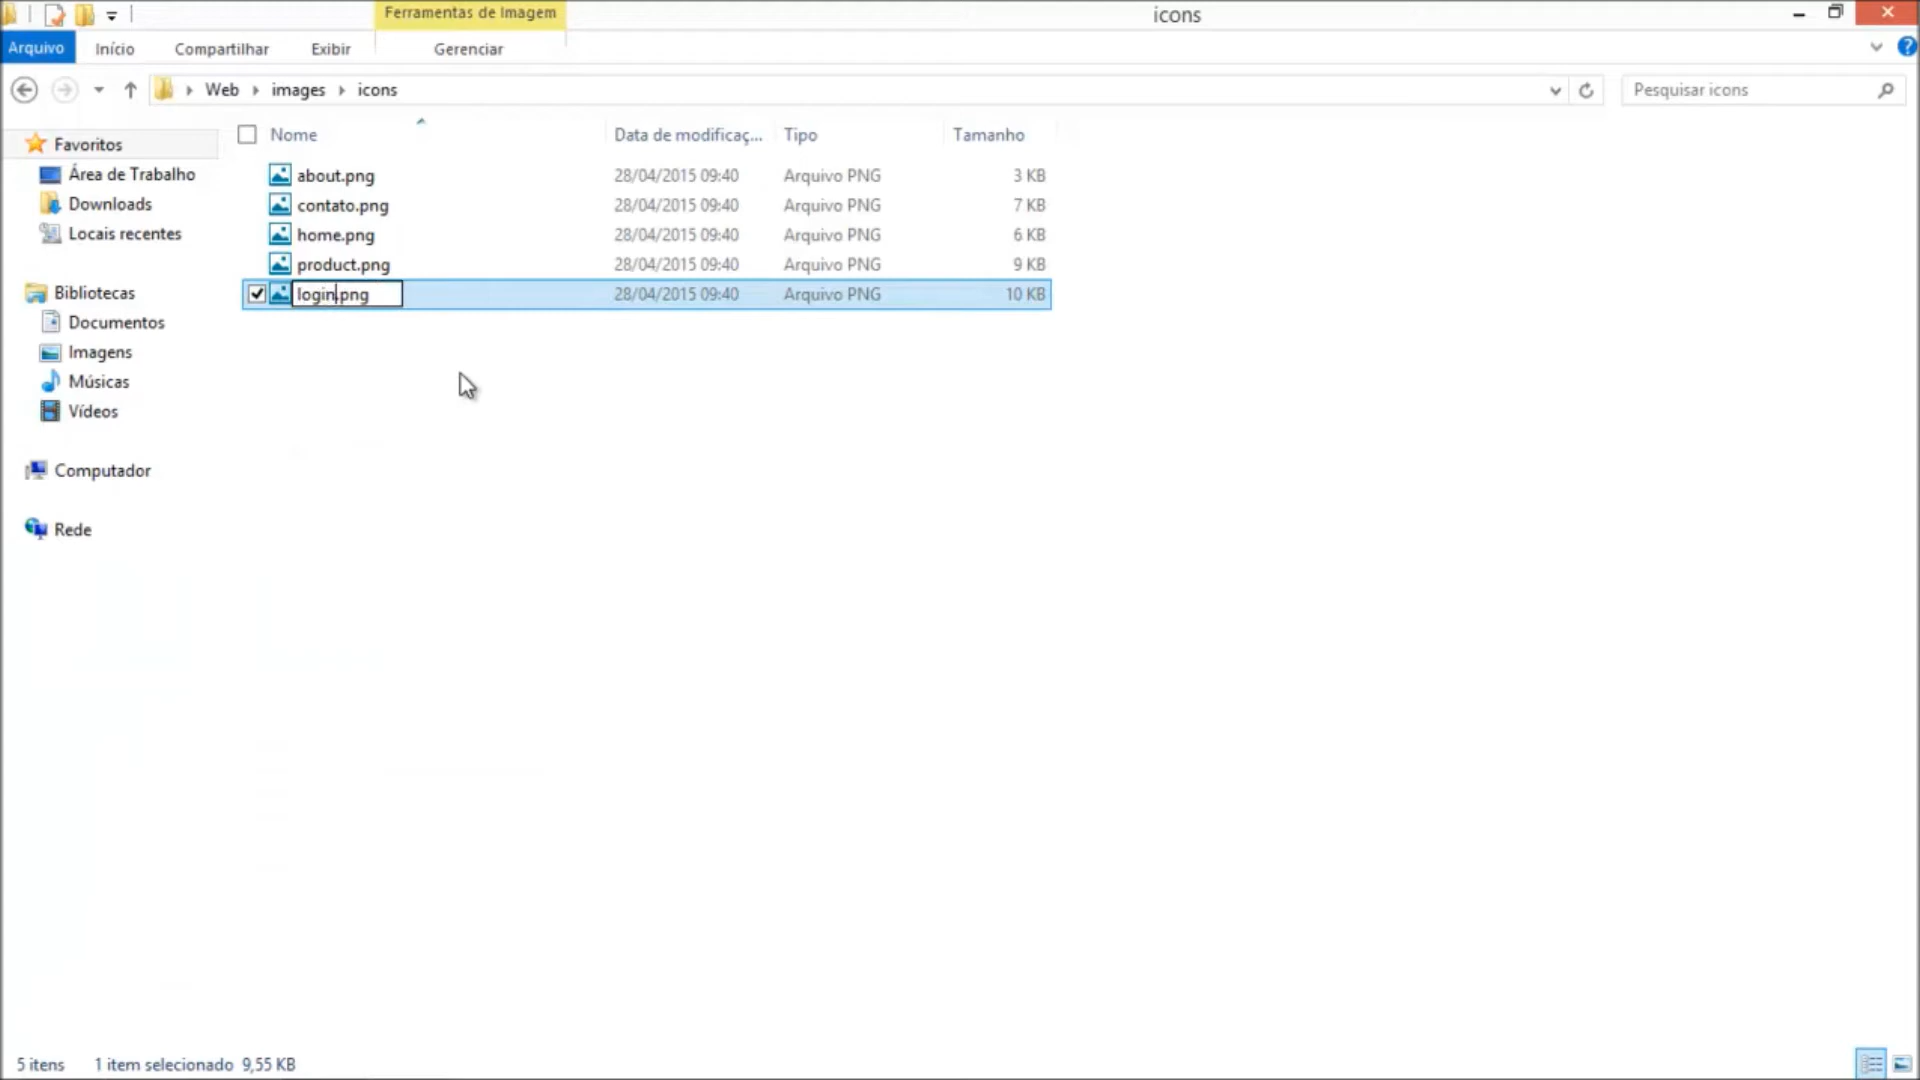 Ferramentas de Imagem
icons
Arquivo Início Compartilhar Exibir Gerenciar
Web images icons
Pesquisar icons
Favoritos
Área de Trabalho
Downloads
Locais recentes
Bibliotecas
Documentos
Imagens
Músicas
Vídeos
Computador
Rede
Nome Data de modificaç... Tipo Tamanho
about.png 28/04/2015 09:40 Arquivo PNG 3 KB
contato.png 28/04/2015 09:40 Arquivo PNG 7 KB
home.png 28/04/2015 09:40 Arquivo PNG 6 KB
product.png 28/04/2015 09:40 Arquivo PNG 9 KB
login.png 28/04/2015 09:40 Arquivo PNG 10 KB
5 itens 1 item selecionado 9,55 KB